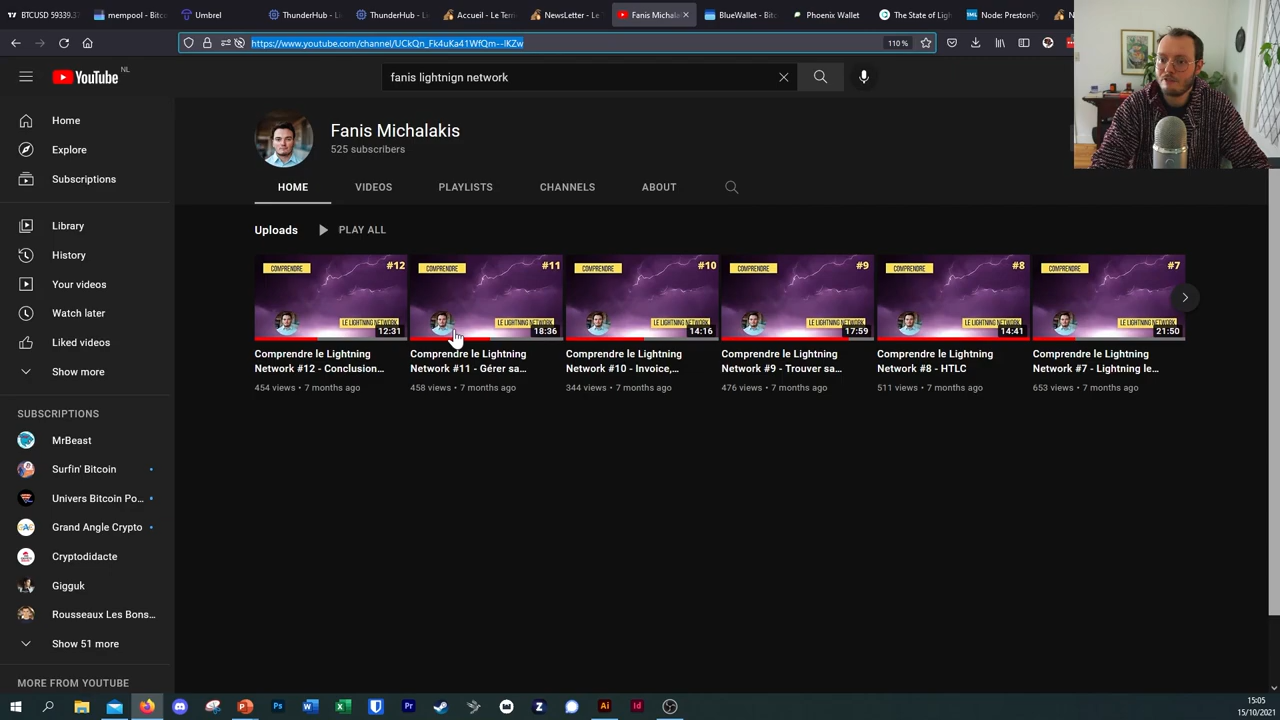 BTCUSD 59339.37
mempool - Bitco
Umbrel
ThunderHub - Li
ThunderHub - Li
Accueil - Le Term
NewsLetter - Le
Fanis Michala
BlueWallet - Bitc
Phoenix Wallet
The State of Ligh
Node: PrestonPy
https://www.youtube.com/channel/UCkQn_Fk4uKa41WfQm--lKZw
110 %
YouTube NL
fanis lightnign network
Home
Explore
Subscriptions
Library
History
Your videos
Watch later
Liked videos
Show more
SUBSCRIPTIONS
MrBeast
Surfin' Bitcoin
Univers Bitcoin Po...
Grand Angle Crypto
Cryptodidacte
Gigguk
Rousseaux Les Bons...
Show 51 more
MORE FROM YOUTUBE
Fanis Michalakis
525 subscribers
HOME
VIDEOS
PLAYLISTS
CHANNELS
ABOUT
Uploads
PLAY ALL
COMPRENDRE
#12
LE LIGHTNING NETWORK
12:31
Comprendre le Lightning
Network #12 - Conclusion...
454 views • 7 months ago
COMPRENDRE
#11
LE LIGHTNING NETWORK
18:36
Comprendre le Lightning
Network #11 - Gérer sa...
458 views • 7 months ago
COMPRENDRE
#10
LE LIGHTNING NETWORK
14:16
Comprendre le Lightning
Network #10 - Invoice,...
344 views • 7 months ago
COMPRENDRE
#9
LE LIGHTNING NETWORK
17:59
Comprendre le Lightning
Network #9 - Trouver sa...
476 views • 7 months ago
COMPRENDRE
#8
LE LIGHTNING NETWORK
14:41
Comprendre le Lightning
Network #8 - HTLC
511 views • 7 months ago
COMPRENDRE
#7
LE LIGHTNING NETWORK
21:50
Comprendre le Lightning
Network #7 - Lightning le...
653 views • 7 months ago
15:05
15/10/2021